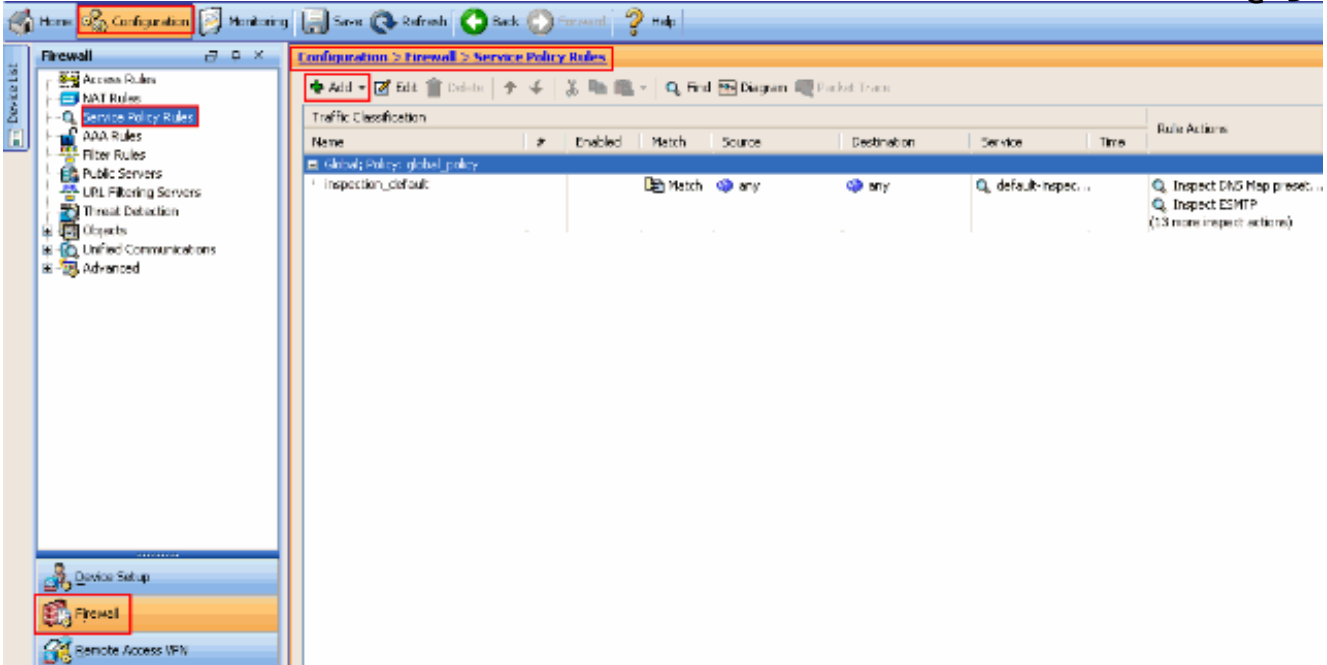 Home Configuration Monitoring Save Refresh Back Forward Help
Device List
Firewall
Access Rules
NAT Rules
Service Policy Rules
AAA Rules
Filter Rules
Public Servers
URL Filtering Servers
Threat Detection
Objects
Unified Communications
Advanced
Device Setup
Firewall
Remote Access VPN
Configuration > Firewall > Service Policy Rules
Add Edit Delete Find Diagram Packet Trace
Traffic Classification
Rule Actions
Name # Enabled Match Source Destination Service Time
Global; Policy: global_policy
inspection_default Match any any default-inspec... Inspect DNS Map preset...
Inspect ESMTP
(13 more inspect actions)